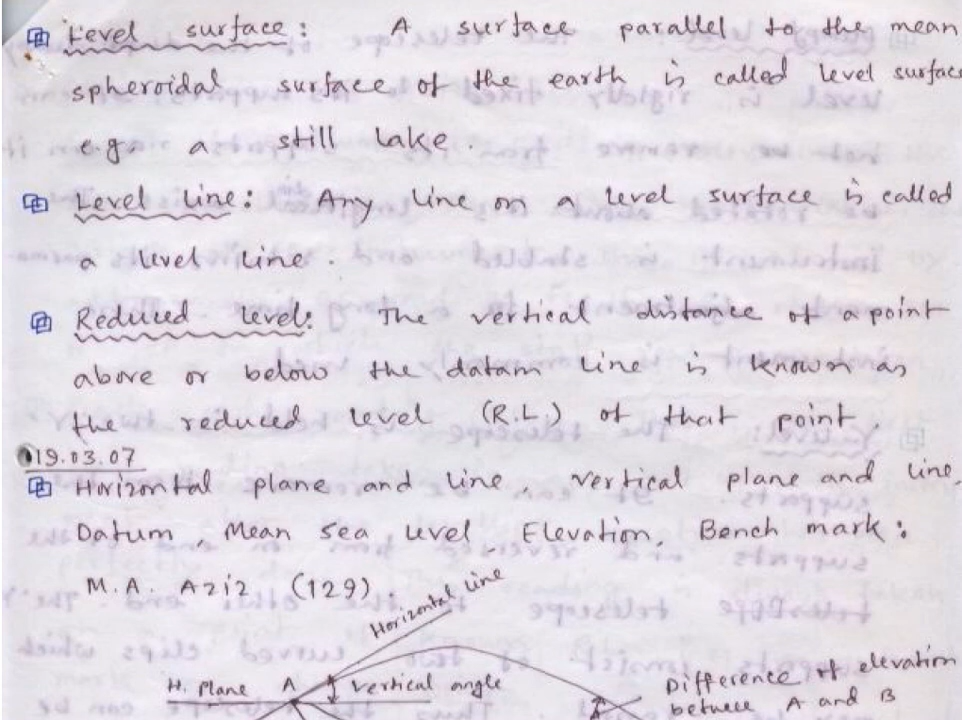 Level surface: A surface parallel to the mean
spheroidal surface of the earth is called level surface
e.g. a still lake.
Level line: Any line on a level surface is called
a level line.
Reduced level: The vertical distance of a point
above or below the datam line is known as
the reduced level (R.L.) of that point.
19.03.07
Horizontal plane and line, vertical plane and line,
Datum, Mean sea level, Elevation, Bench mark:
M.A. Aziz (129)
Horizontal line
H. Plane A vertical angle
Difference of elevation
betwee A and B